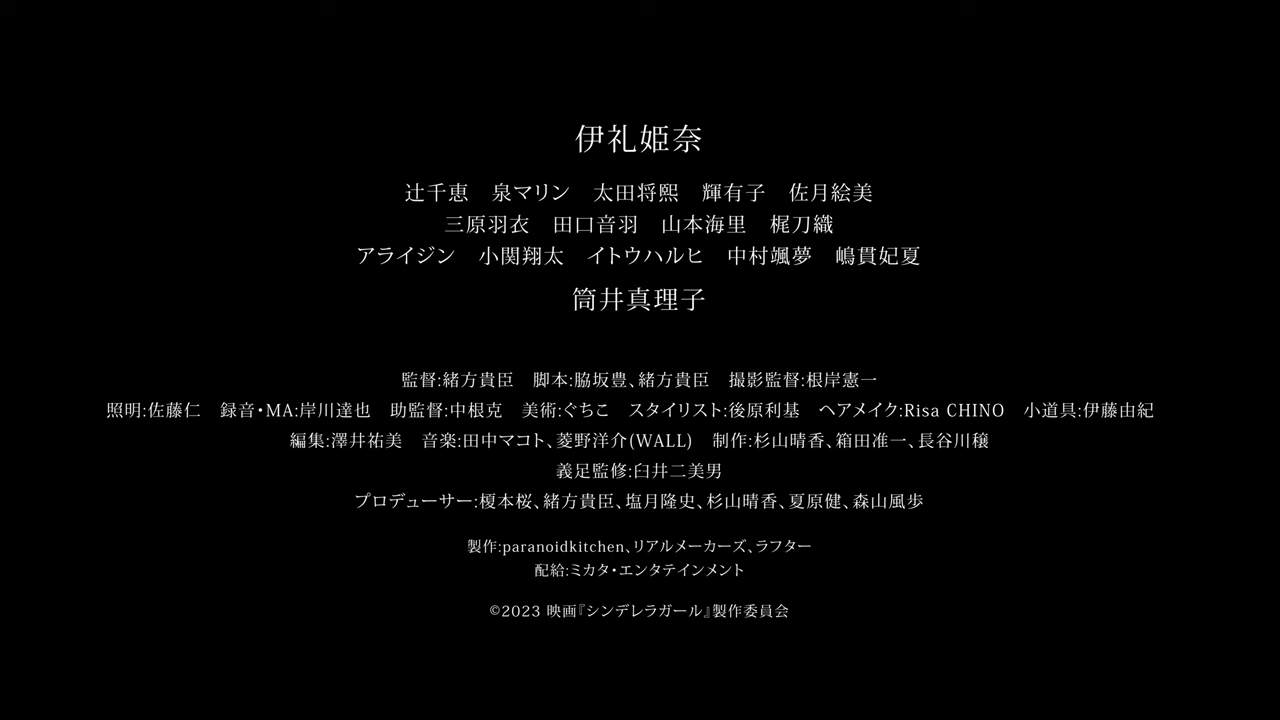 伊礼姫奈
辻千恵　泉マリン　太田将熙　輝有子　佐月絵美
三原羽衣　田口音羽　山本海里　梶刀織
アライジン　小関翔太　イトウハルヒ　中村颯夢　嶋貫妃夏
筒井真理子
監督:緒方貴臣　脚本:脇坂豊、緒方貴臣　撮影監督:根岸憲一
照明:佐藤仁　録音・MA:岸川達也　助監督:中根克　美術:ぐちこ　スタイリスト:後原利基　ヘアメイク:Risa CHINO　小道具:伊藤由紀
編集:澤井祐美　音楽:田中マコト、菱野洋介(WALL)　制作:杉山晴香、箱田准一、長谷川穣
義足監修:臼井二美男
プロデューサー:榎本桜、緒方貴臣、塩月隆史、杉山晴香、夏原健、森山風歩
製作:paranoidkitchen、リアルメーカーズ、ラフター
配給:ミカタ・エンタテインメント
©2023 映画『シンデレラガール』製作委員会